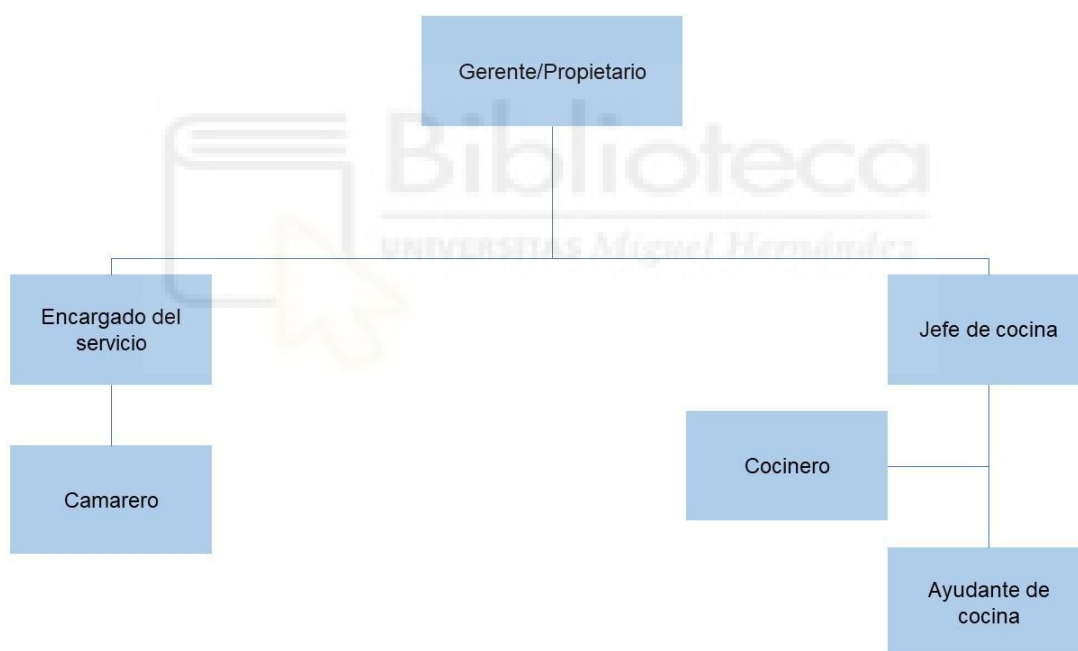 Gerente/Propietario
Biblioteca
UNIVERSITAS Miguel Hernández
Encargado del
servicio
Jefe de cocina
Cocinero
Camarero
Ayudante de
cocina